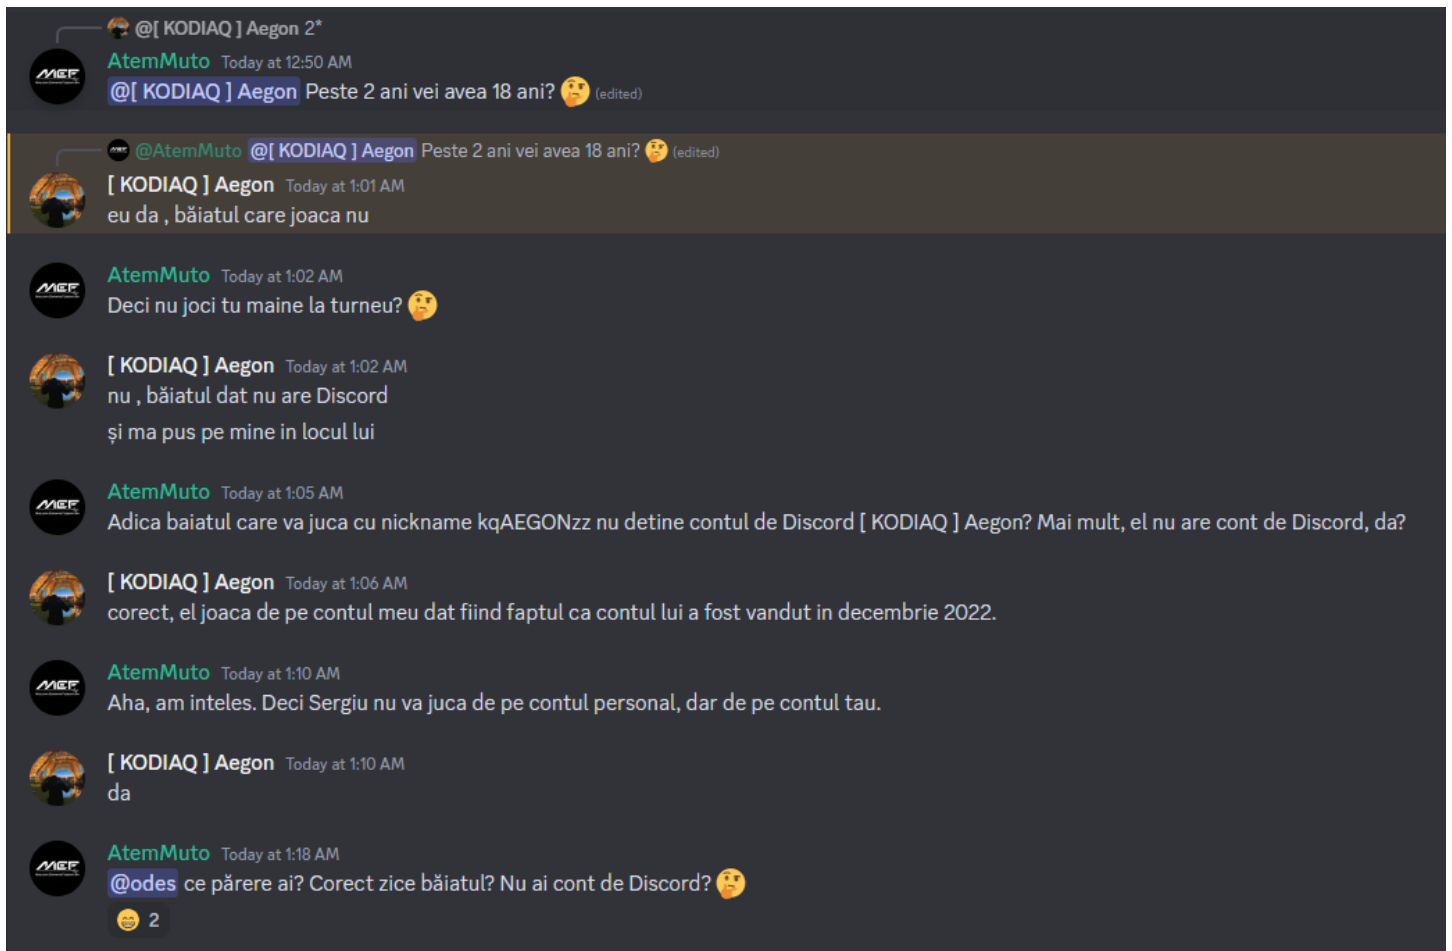 @[ KODIAQ ] Aegon 2*
AtemMuto Today at 12:50 AM
@[ KODIAQ ] Aegon Peste 2 ani vei avea 18 ani? 🤔 (edited)
@AtemMuto @[ KODIAQ ] Aegon Peste 2 ani vei avea 18 ani? 🤔 (edited)
[ KODIAQ ] Aegon Today at 1:01 AM
eu da , băiatul care joaca nu
AtemMuto Today at 1:02 AM
Deci nu joci tu maine la turneu? 🤔
[ KODIAQ ] Aegon Today at 1:02 AM
nu , băiatul dat nu are Discord
și ma pus pe mine in locul lui
AtemMuto Today at 1:05 AM
Adica baiatul care va juca cu nickname kqAEGONzz nu detine contul de Discord [ KODIAQ ] Aegon? Mai mult, el nu are cont de Discord, da?
[ KODIAQ ] Aegon Today at 1:06 AM
corect, el joaca de pe contul meu dat fiind faptul ca contul lui a fost vandut in decembrie 2022.
AtemMuto Today at 1:10 AM
Aha, am inteles. Deci Sergiu nu va juca de pe contul personal, dar de pe contul tau.
[ KODIAQ ] Aegon Today at 1:10 AM
da
AtemMuto Today at 1:18 AM
@odes ce părere ai? Corect zice băiatul? Nu ai cont de Discord? 🤔
😁 2
MEF